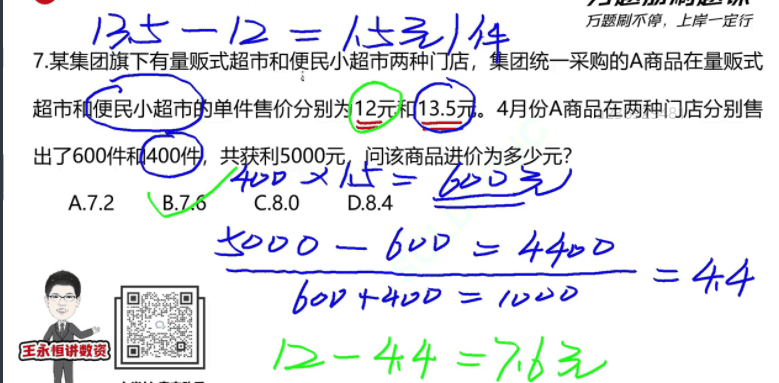 13.5-12=1.5元/件
万题刷不停，上岸一定行
7.某集团旗下有量贩式超市和便民小超市两种门店，集团统一采购的A商品在量贩式
超市和便民小超市的单件售价分别为12元和13.5元。4月份A商品在两种门店分别售
出了600件和400件，共获利5000元，问该商品进价为多少元？
400×1.5=600元
A.7.2 B.7.6 C.8.0 D.8.4
5000-600=4400
600+400=1000
=4.4
王永恒讲数资
12-4.4=7.6元